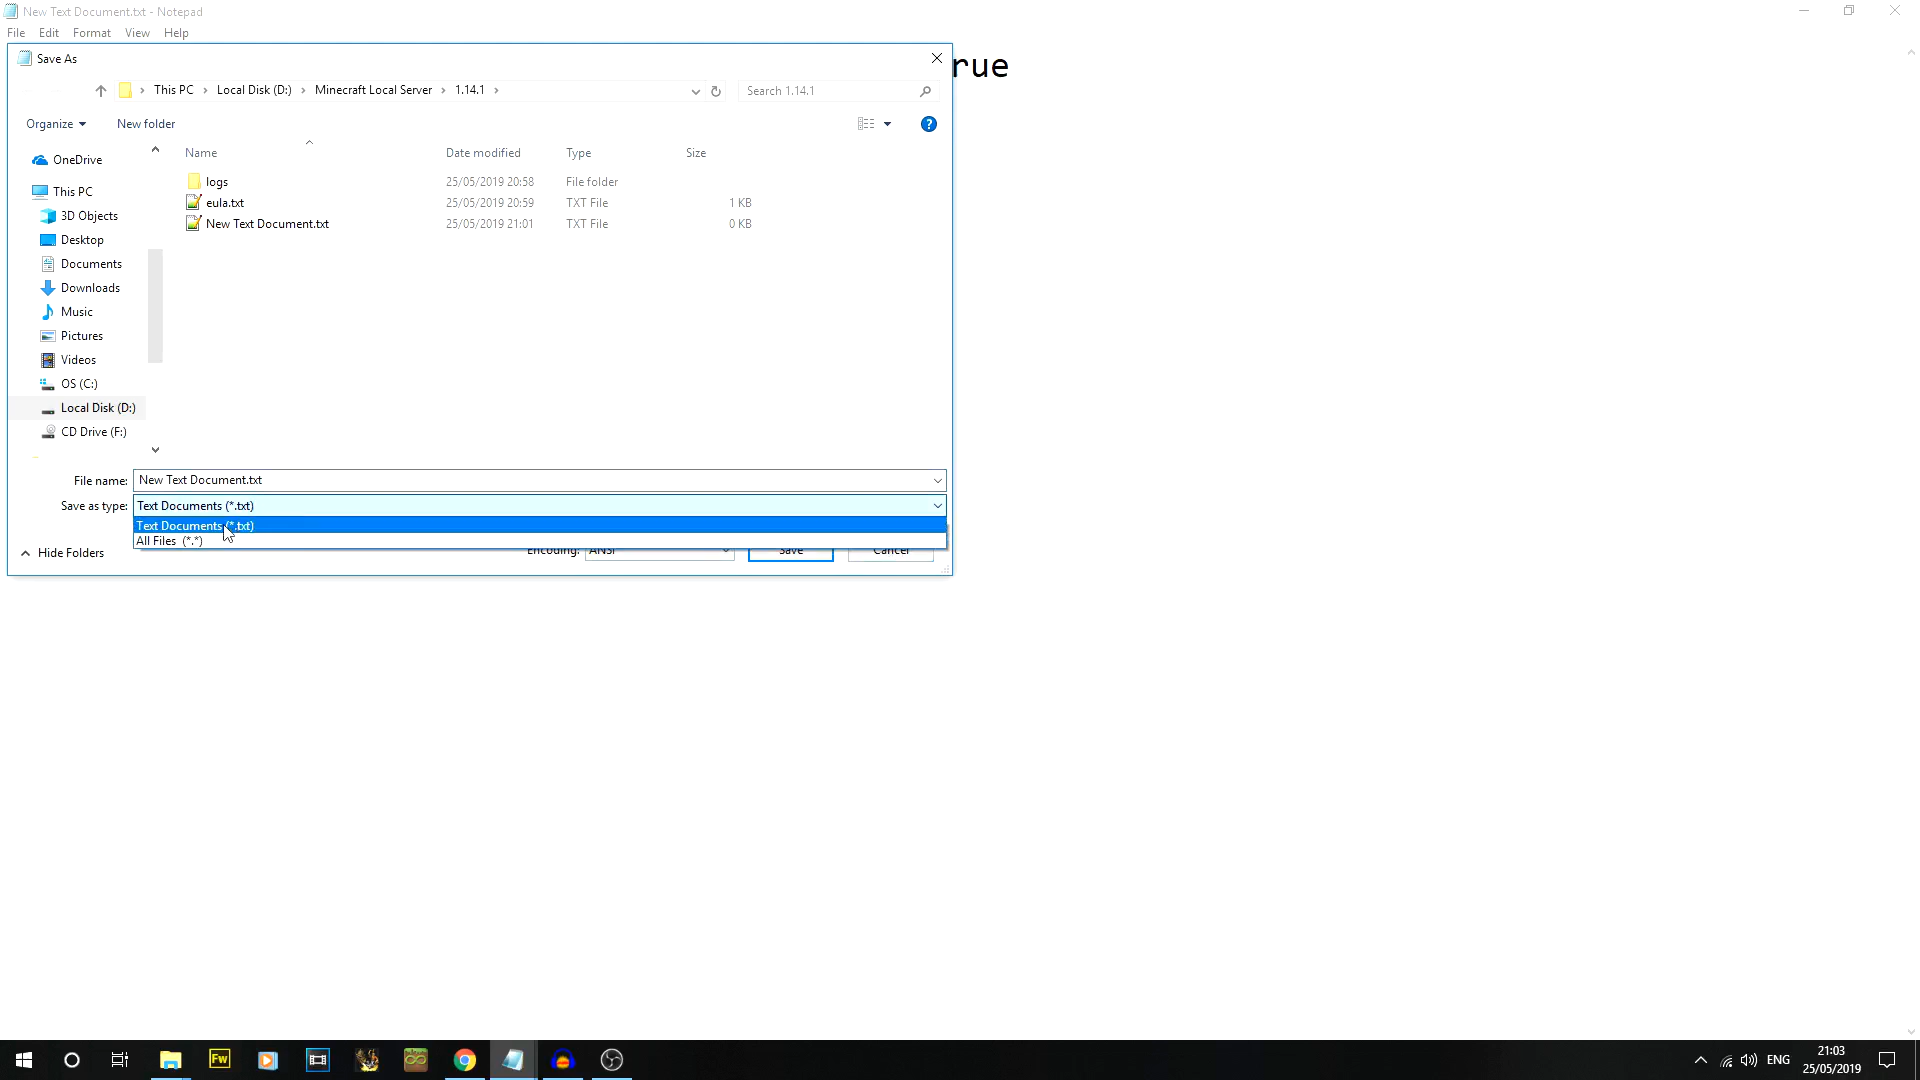 New Text Document.txt - Notepad
File Edit Format View Help
Save As
rue
This PC Local Disk (D:) Minecraft Local Server 1.14.1
Search 1.14.1
Organize New folder
Name Date modified Type Size
OneDrive
This PC
3D Objects
Desktop
Documents
Downloads
Music
Pictures
Videos
OS (C:)
Local Disk (D:)
CD Drive (F:)
logs 25/05/2019 20:58 File folder
eula.txt 25/05/2019 20:59 TXT File 1 KB
New Text Document.txt 25/05/2019 21:01 TXT File 0 KB
File name: New Text Document.txt
Save as type: Text Documents (*.txt)
Text Documents (*.txt)
All Files (*.*)
Hide Folders Encoding: ANSI Save Cancel
Fw
ENG
21:03
25/05/2019